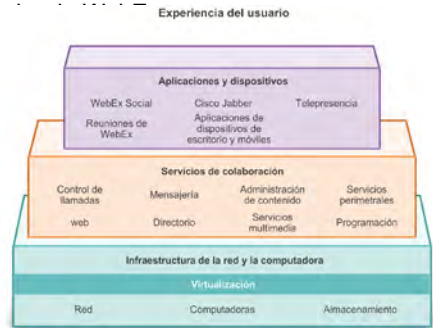 Experiencia del usuario
Aplicaciones y dispositivos
WebEx Social Cisco Jabber Telepresencia
Reuniones de WebEx Aplicaciones de dispositivos de escritorio y móviles
Servicios de colaboración
Control de llamadas Mensajería Administración de contenido Servicios perimetrales
web Directorio Servicios multimedia Programación
Infraestructura de la red y la computadora
Virtualización
Red Computadoras Almacenamiento